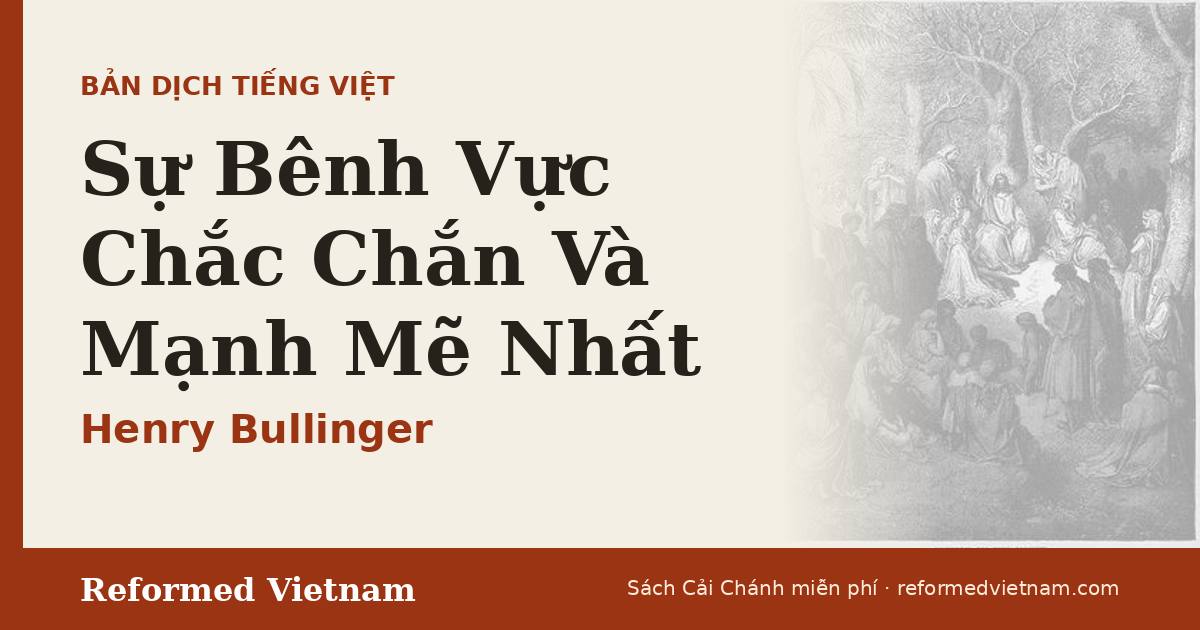 BẢN DỊCH TIẾNG VIỆT
Sự Bênh Vực
Chắc Chắn Và
Mạnh Mẽ Nhất
Henry Bullinger
Reformed Vietnam
Sách Cải Chánh miễn phí · reformedvietnam.com